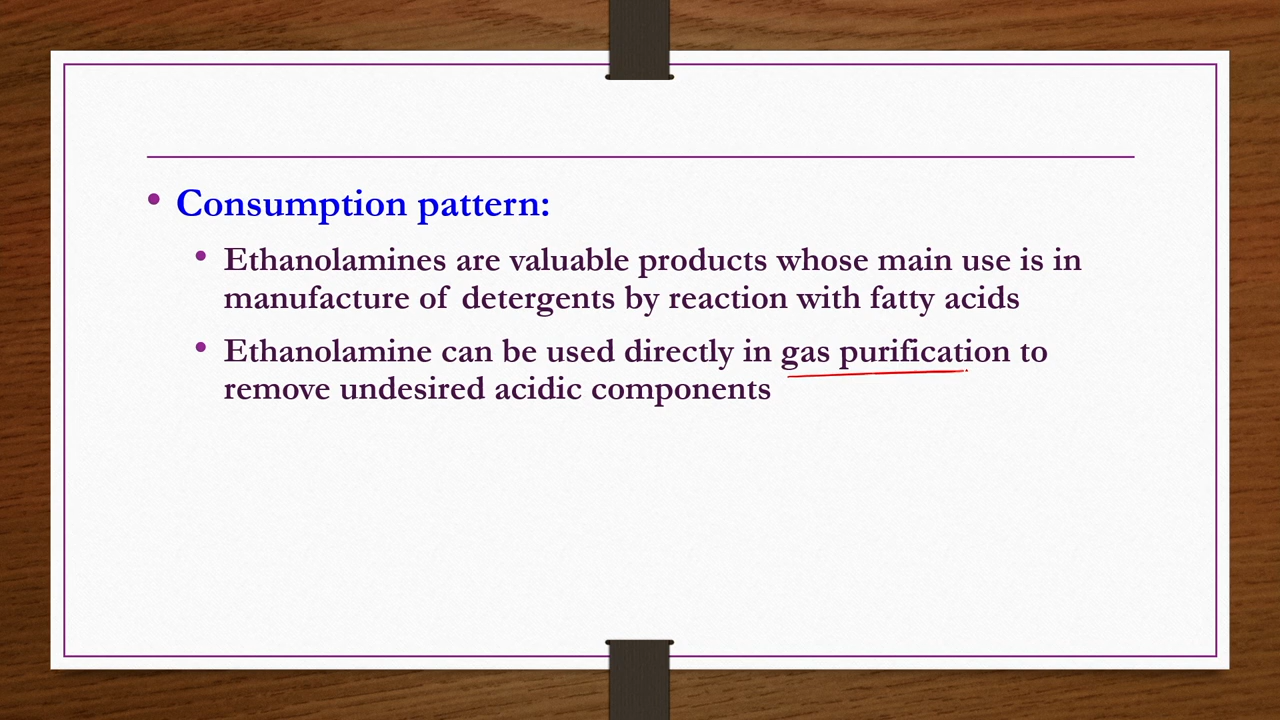 • Consumption pattern:
• Ethanolamines are valuable products whose main use is in
manufacture of detergents by reaction with fatty acids
• Ethanolamine can be used directly in gas purification to
remove undesired acidic components